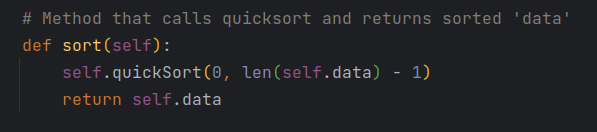 # Method that calls quicksort and returns sorted 'data'
def sort(self):
    self.quickSort(0, len(self.data) - 1)
    return self.data